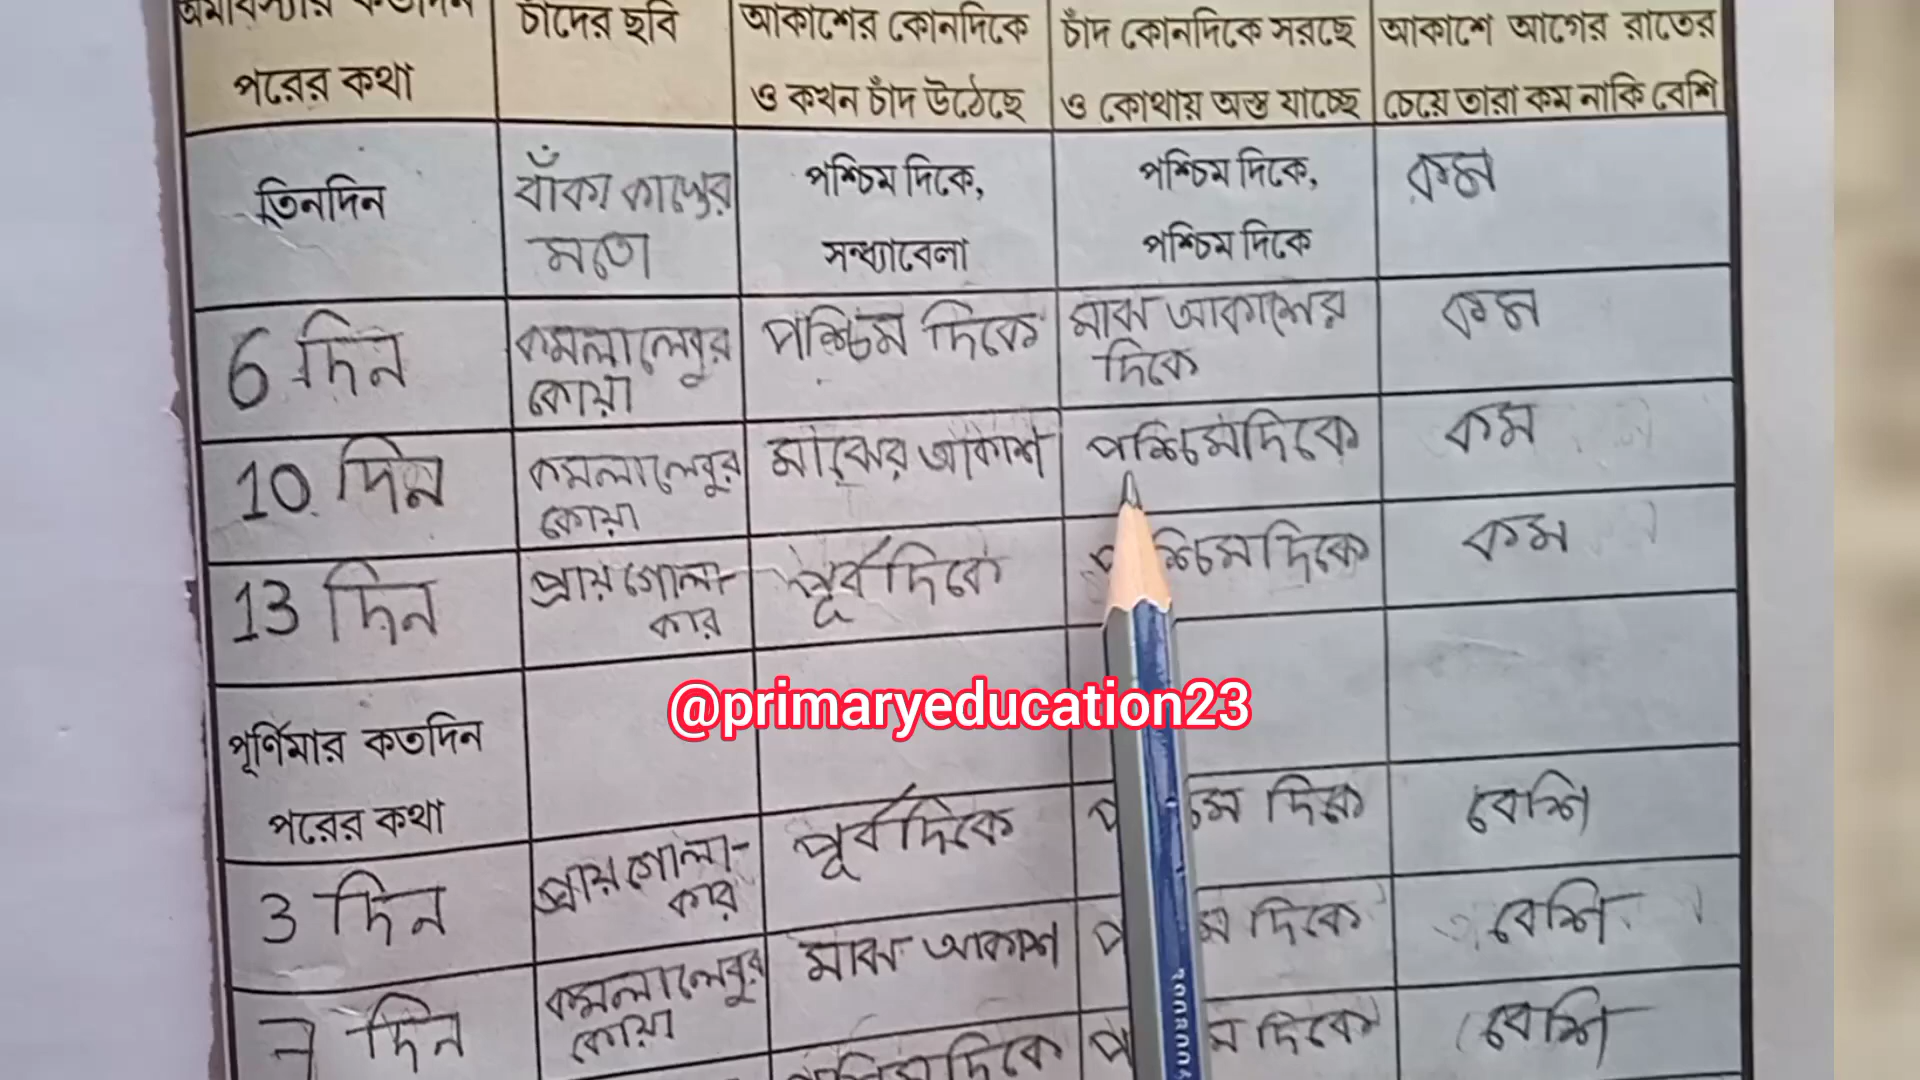 অমাবস্যার কতদিন পরের কথা
চাঁদের ছবি
আকাশের কোনদিকে ও কখন চাঁদ উঠেছে
চাঁদ কোনদিকে সরছে ও কোথায় অস্ত যাচ্ছে
আকাশে আগের রাতের চেয়ে তারা কম নাকি বেশি
তিনদিন
বাঁকা কাস্তের মতো
পশ্চিম দিকে, সন্ধ্যাবেলা
পশ্চিম দিকে, পশ্চিম দিকে
কম
6 দিন
কমলালেবুর কোয়া
পশ্চিম দিকে
মাঝ আকাশের দিকে
কম
10 দিন
কমলালেবুর কোয়া
মাঝের আকাশ
পশ্চিমদিকে
কম
13 দিন
প্রায় গোলা-কার
পূর্ব দিকে
পশ্চিম দিকে
কম
@primaryeducation23
পূর্ণিমার কতদিন পরের কথা
3 দিন
প্রায় গোলা-কার
পূর্ব দিকে
দিকে
বেশি
7 দিন
কমলালেবুর কোয়া
মাঝ আকাশ
দিকে
বেশি
দিকে
দিকে
বেশি